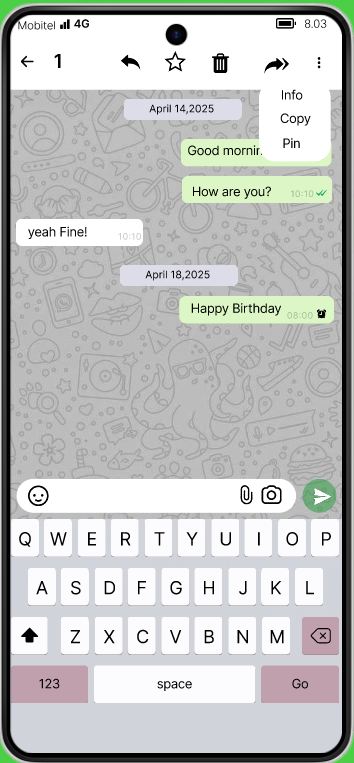 Mobitel 4G 8.03
1
Info
Copy
Pin
April 14,2025
Good mornin
How are you? 10:10
yeah Fine! 10:10
April 18,2025
Happy Birthday 08:00
Q W E R T Y U I O P
A S D F G H J K L
Z X C V B N M
123 space Go